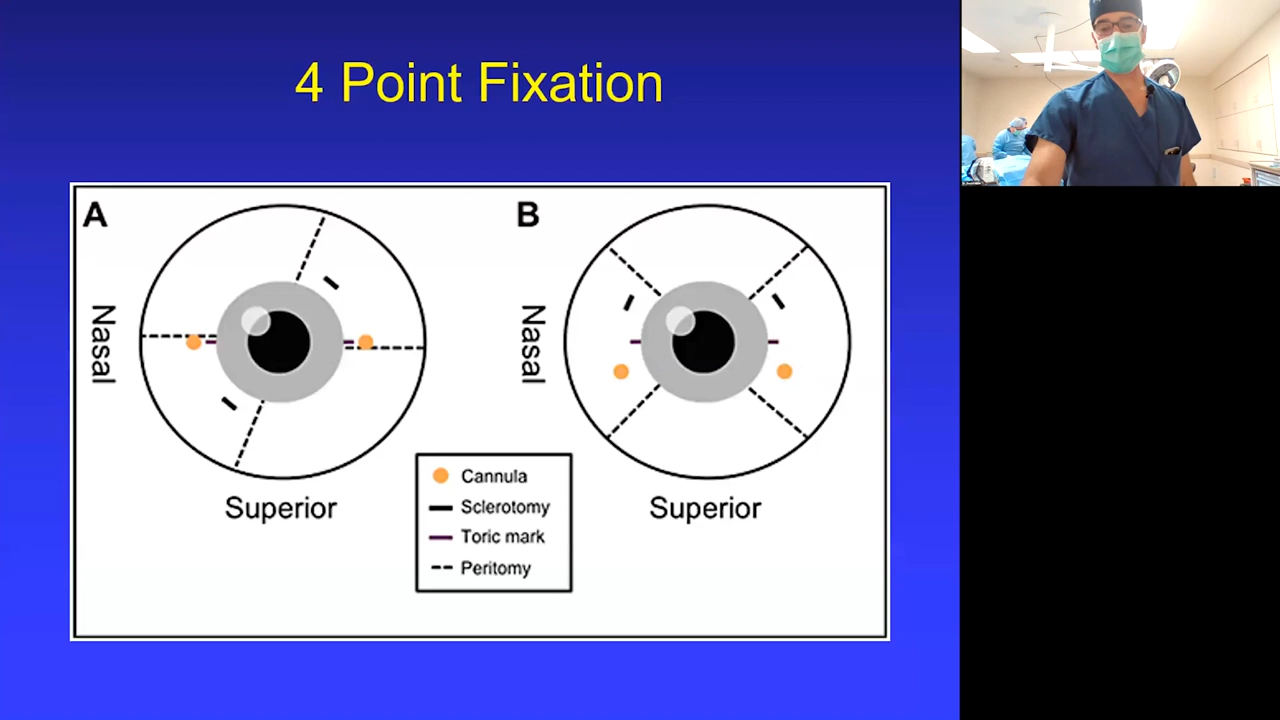 4 Point Fixation
A
B
Nasal
Nasal
Superior
Superior
Cannula
Sclerotomy
Toric mark
Peritomy